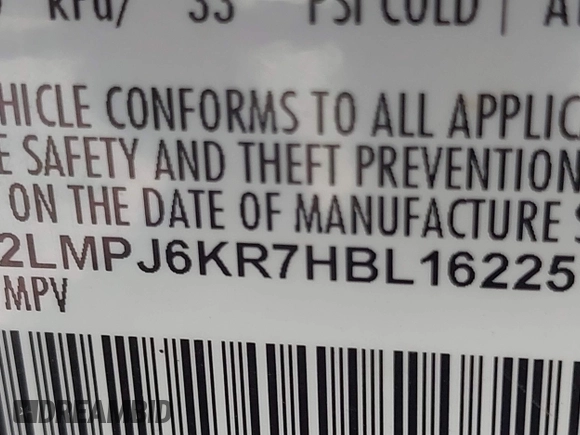 kPa/ 33 PSI COLD | A
HICLE CONFORMS TO ALL APPLIC
E SAFETY AND THEFT PREVENTION
ON THE DATE OF MANUFACTURE S
2LMPJ6KR7HBL16225
MPV
DREAMBID